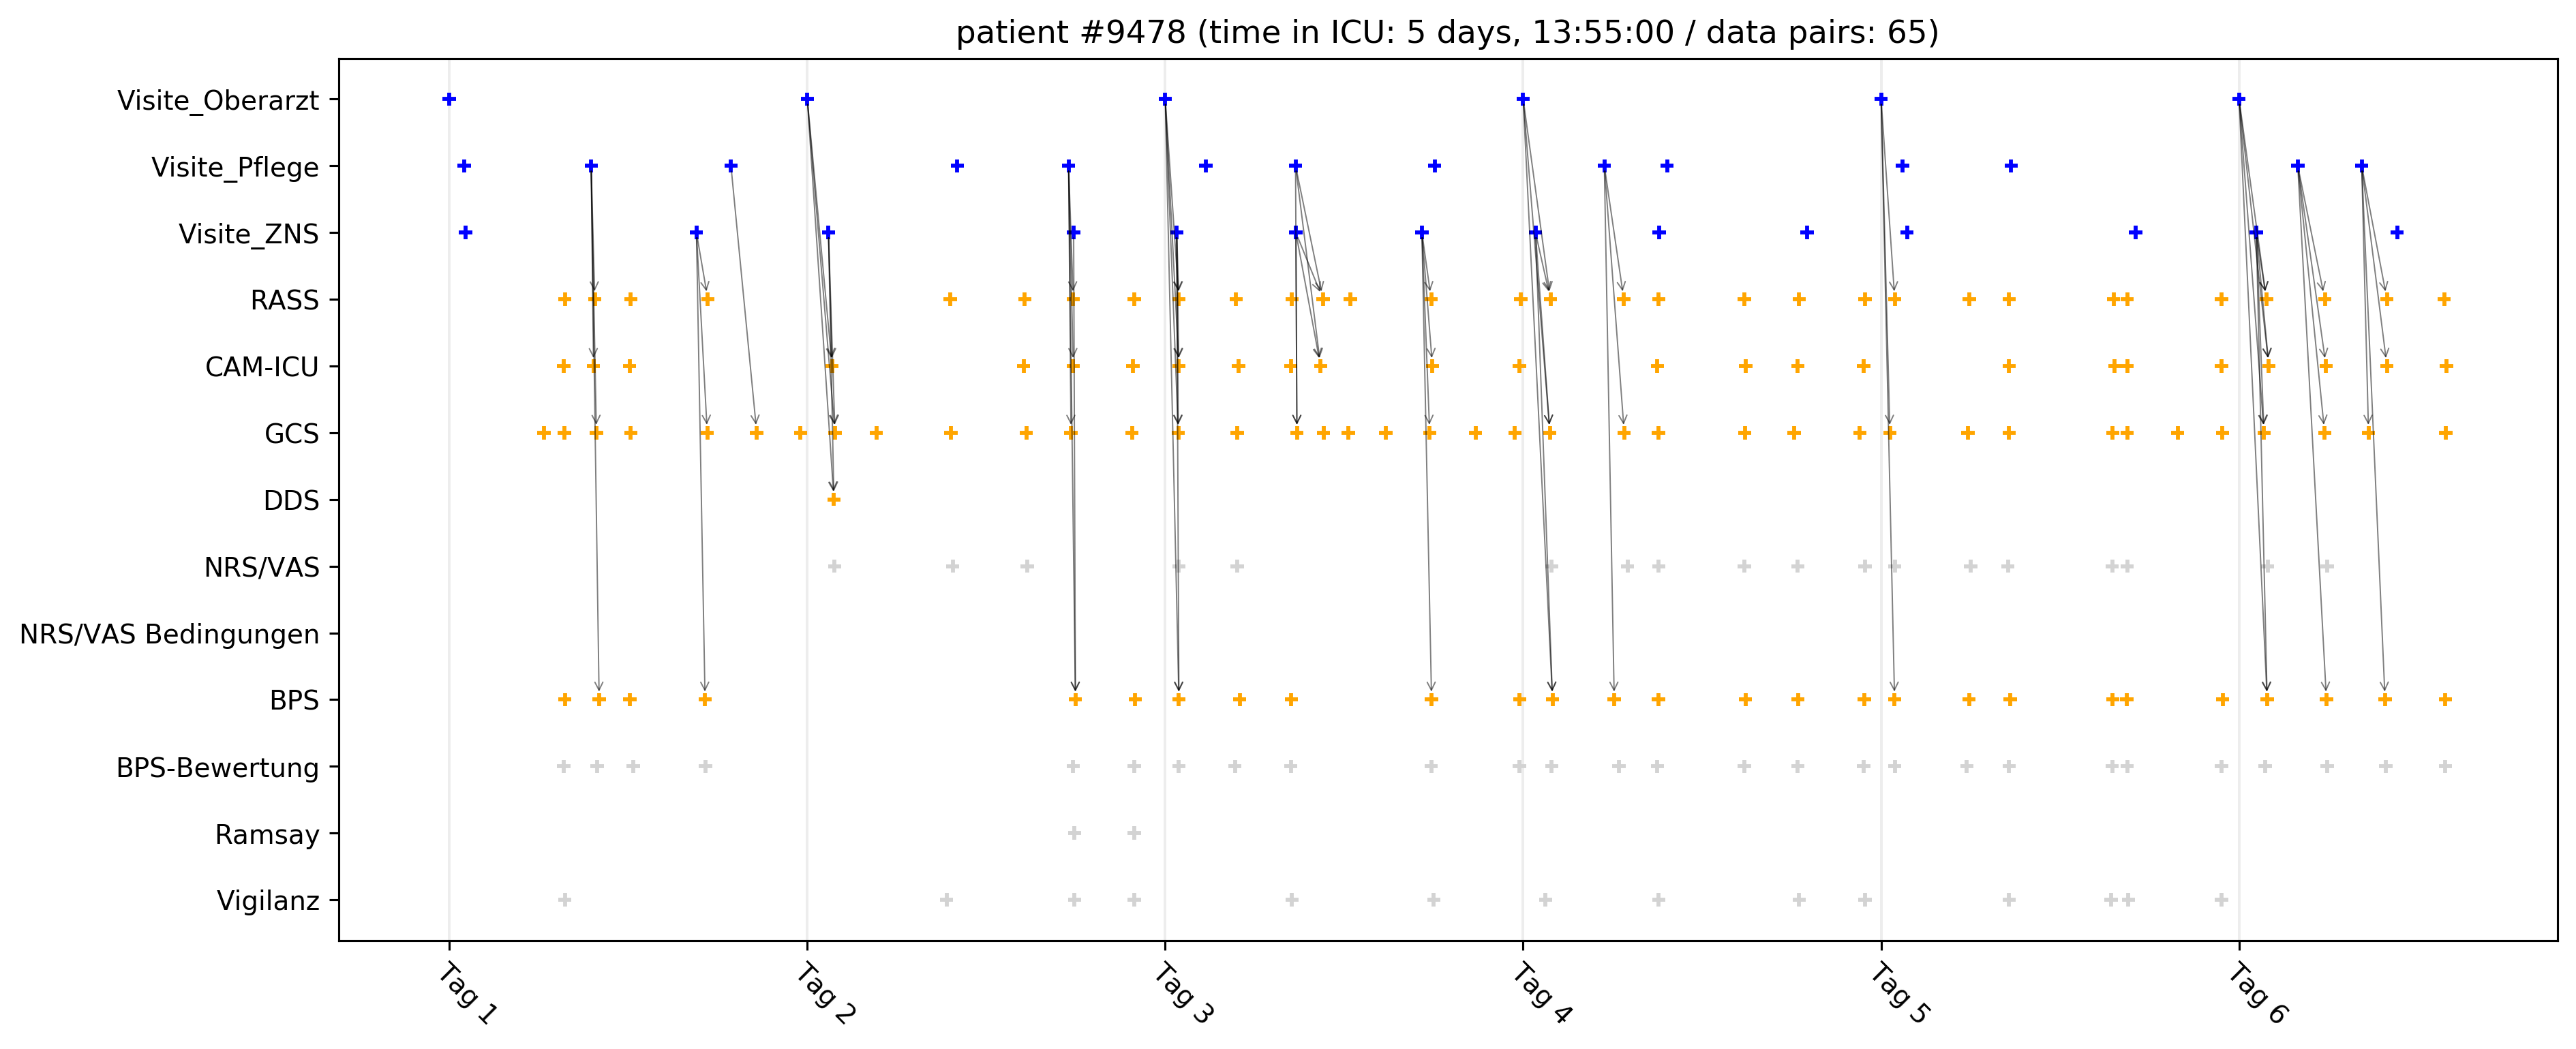 patient #9478 (time in ICU: 5 days, 13:55:00 / data pairs: 65)
Visite_Oberarzt
Visite_Pflege
Visite_ZNS
RASS
CAM-ICU
GCS
DDS
NRS/VAS
NRS/VAS Bedingungen
BPS
BPS-Bewertung
Ramsay
Vigilanz
Tag 1
Tag 2
Tag 3
Tag 4
Tag 5
Tag 6